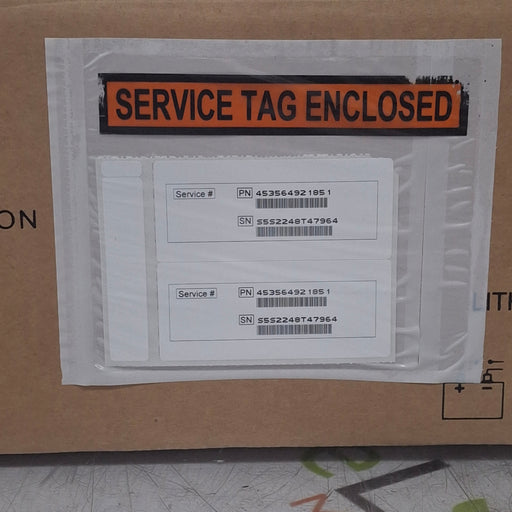 SERVICE TAG ENCLOSED
ON
Service # PN 453564921851
SN S5S2248T47964
LIT
Service # PN 453564921851
SN S5S2248T47964